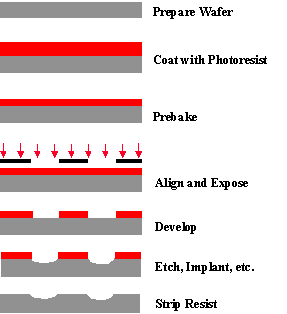 Prepare Wafer
Coat with Photoresist
Prebake
Align and Expose
Develop
Etch, Implant, etc.
Strip Resist